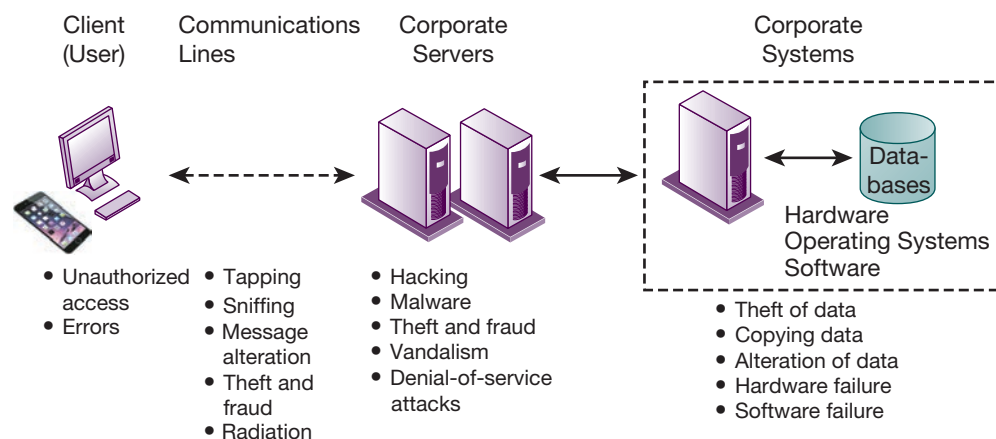 Client
(User)
Communications
Lines
Corporate
Servers
Corporate
Systems
Data-
bases
Hardware
Operating Systems
Software
• Unauthorized
access
• Errors
• Tapping
• Sniffing
• Message
alteration
• Theft and
fraud
• Radiation
• Hacking
• Malware
• Theft and fraud
• Vandalism
• Denial-of-service
attacks
• Theft of data
• Copying data
• Alteration of data
• Hardware failure
• Software failure